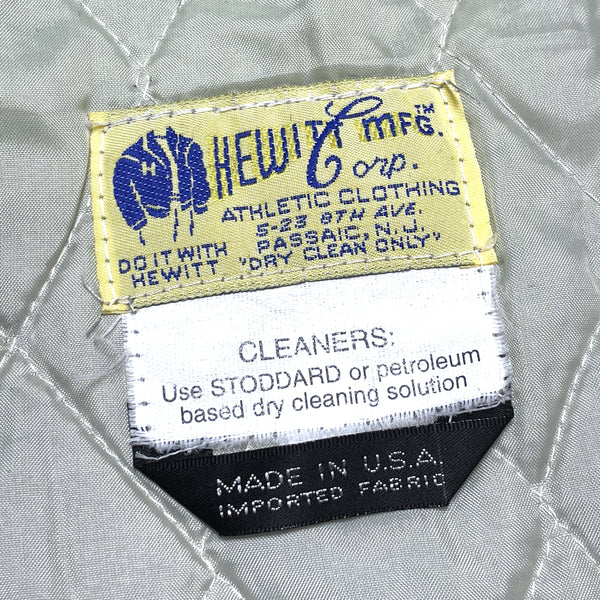 HEWITT MFG.™
Corp.
ATHLETIC CLOTHING
5-23 8TH AVE.
PASSAIC, N.J.
"DRY CLEAN ONLY"
DO IT WITH
HEWITT
H
CLEANERS:
Use STODDARD or petroleum
based dry cleaning solution
MADE IN U.S.A.
IMPORTED FABRIC